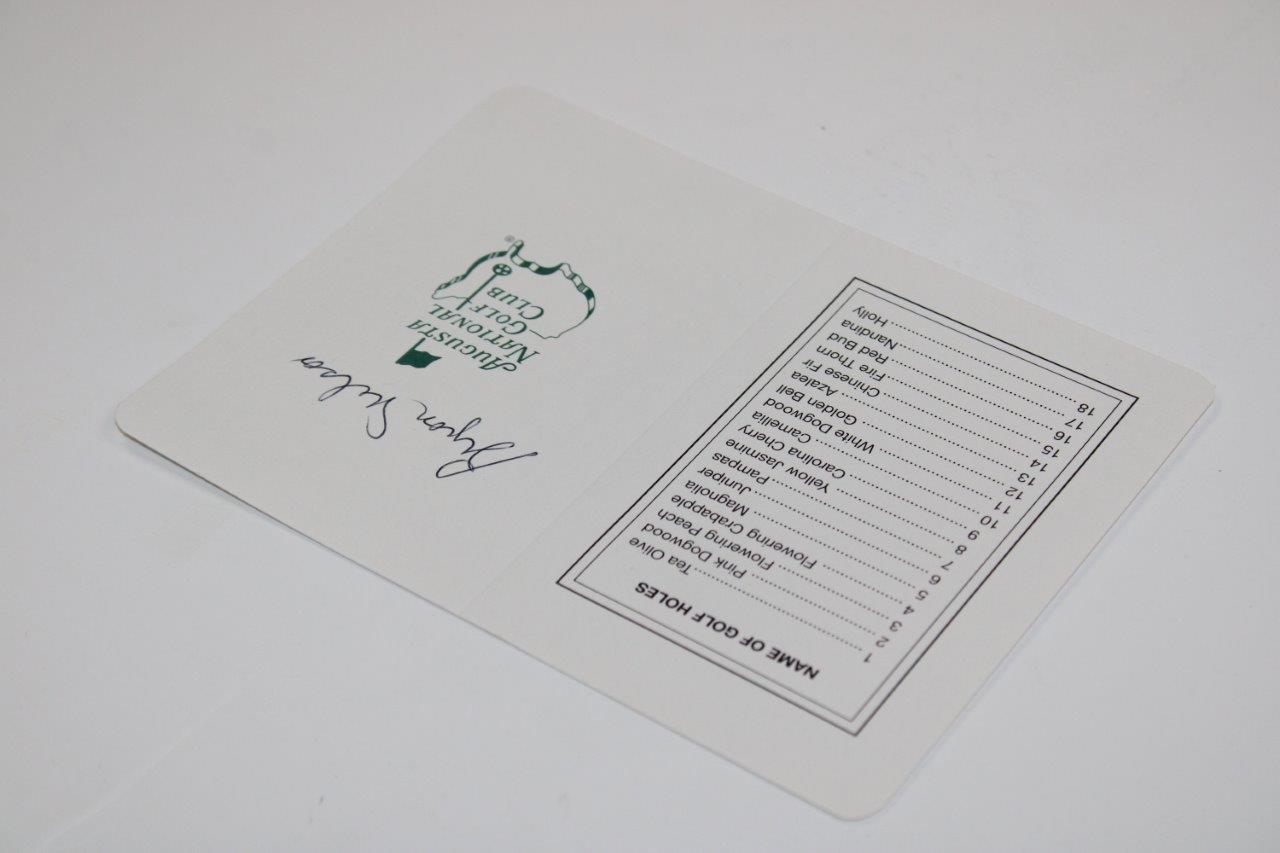 NAME OF GOLF HOLES
1 Tea Olive
2 Pink Dogwood
3 Flowering Peach
4 Flowering Crabapple
5 Magnolia
6 Juniper
7 Pampas
8 Yellow Jasmine
9 Carolina Cherry
10 Camellia
11 White Dogwood
12 Golden Bell
13 Azalea
14 Chinese Fir
15 Fire Thorn
16 Red Bud
17 Nandina
18 Holly
Byron Nelson
AUGUSTA
NATIONAL
GOLF
CLUB
®